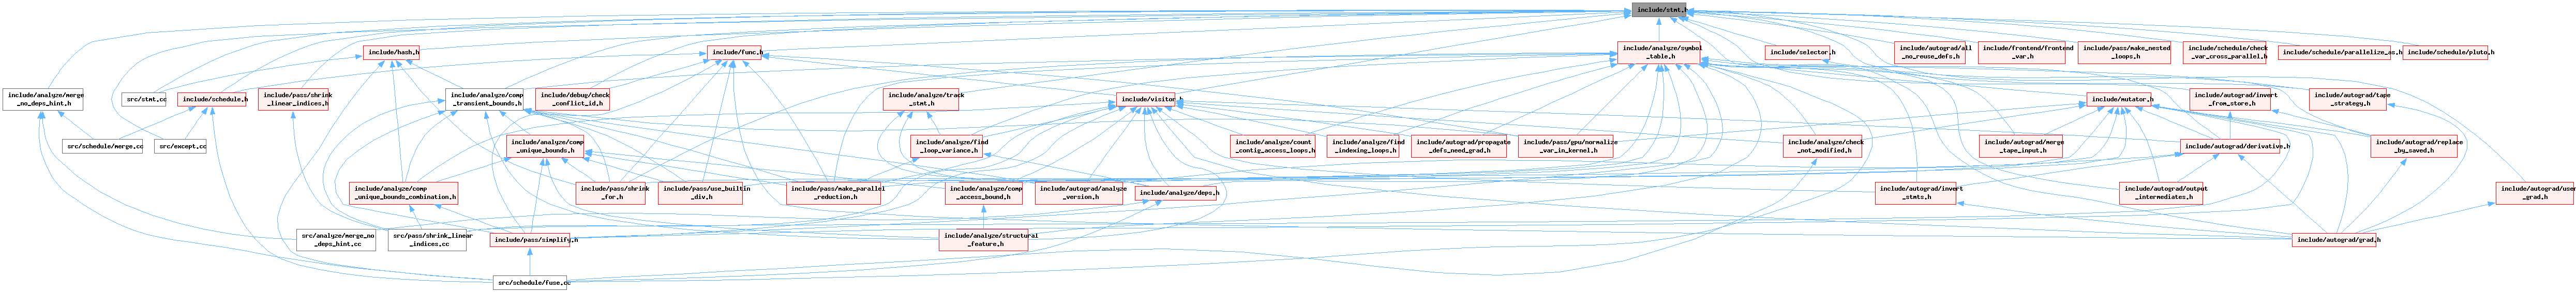 include/stmt.h
include/hash.h
include/func.h
include/analyze/symbol
_table.h
include/selector.h
include/autograd/all
_no_reuse_defs.h
include/frontend/frontend
_var.h
include/pass/make_nested
_loops.h
include/schedule/check
_var_cross_parallel.h
include/schedule/parallelize_as.h
include/schedule/pluto.h
include/analyze/merge
_no_deps_hint.h
src/stmt.cc
include/schedule.h
include/pass/shrink
_linear_indices.h
include/analyze/comp
_transient_bounds.h
include/debug/check
_conflict_id.h
include/analyze/track
_stmt.h
include/visitor.h
include/mutator.h
include/autograd/invert
_from_store.h
include/autograd/tape
_strategy.h
src/schedule/merge.cc
src/except.cc
include/analyze/comp
_unique_bounds.h
include/analyze/find
_loop_variance.h
include/analyze/count
_contig_access_loops.h
include/analyze/find
_indexing_loops.h
include/autograd/propagate
_defs_need_grad.h
include/pass/gpu/normalize
_var_in_kernel.h
include/analyze/check
_not_modified.h
include/autograd/merge
_tape_input.h
include/autograd/derivative.h
include/autograd/replace
_by_saved.h
include/analyze/comp
_unique_bounds_combination.h
include/pass/shrink
_for.h
include/pass/use_builtin
_div.h
include/pass/make_parallel
_reduction.h
include/analyze/comp
_access_bound.h
include/autograd/analyze
_version.h
include/analyze/deps.h
include/autograd/invert
_stmts.h
include/autograd/output
_intermediates.h
include/autograd/user
_grad.h
src/analyze/merge_no
_deps_hint.cc
src/pass/shrink_linear
_indices.cc
include/pass/simplify.h
include/analyze/structural
_feature.h
include/autograd/grad.h
src/schedule/fuse.cc